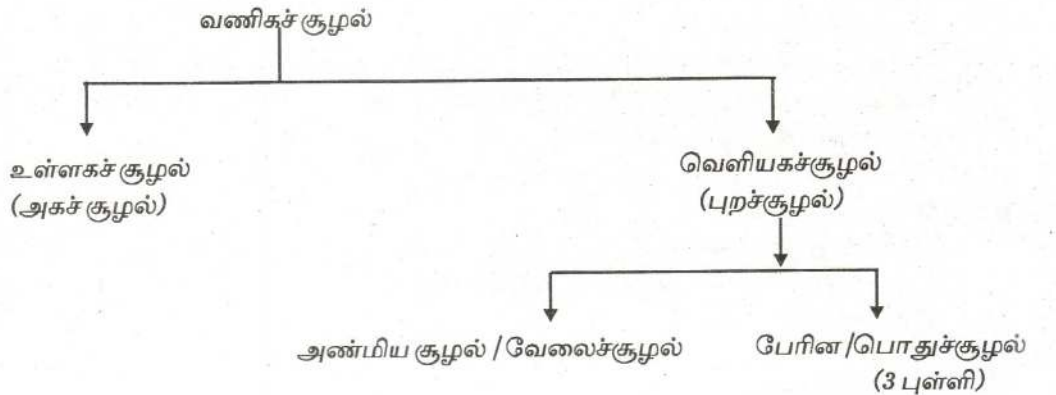 வணிகச் சூழல்
உள்ளகச் சூழல்
(அகச் சூழல்)
வெளியகச்சூழல்
(புறச்சூழல்)
அண்மிய சூழல் / வேலைச்சூழல்
பேரின /பொதுச்சூழல்
(3 புள்ளி)